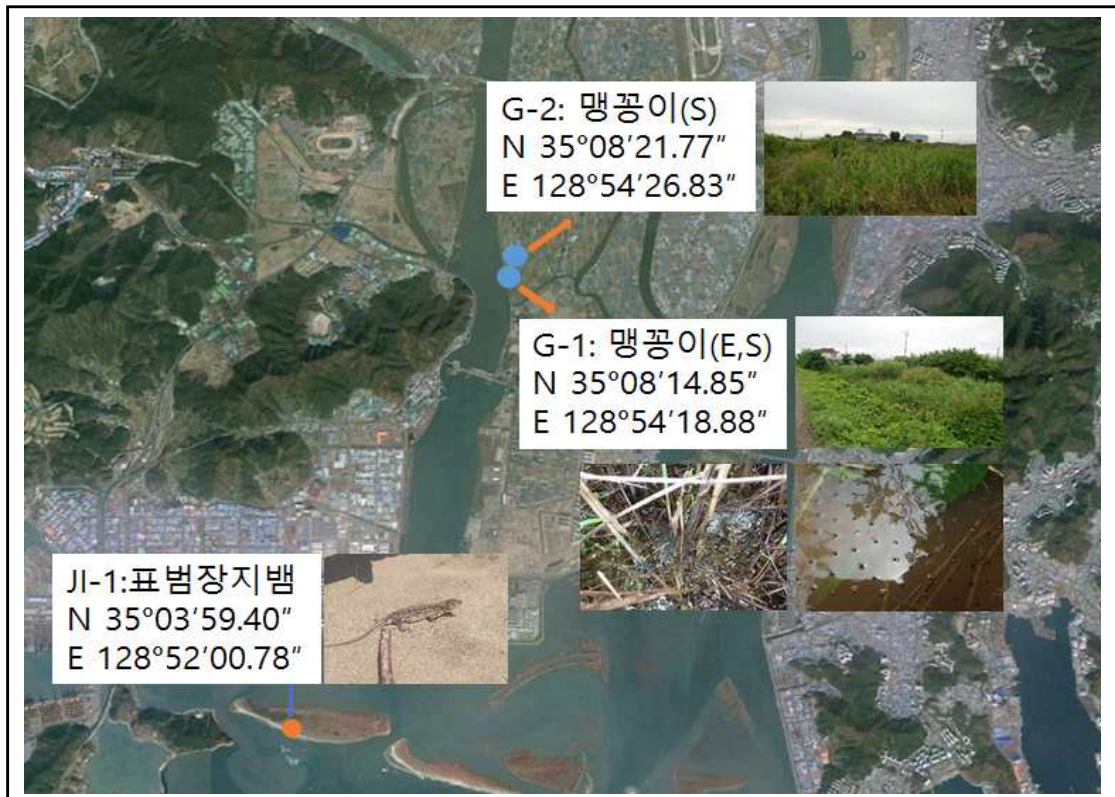 G-2: 맹꽁이(S)
N 35°08′21.77″
E 128°54′26.83″
G-1: 맹꽁이(E,S)
N 35°08′14.85″
E 128°54′18.88″
JI-1:표범장지뱀
N 35°03′59.40″
E 128°52′00.78″